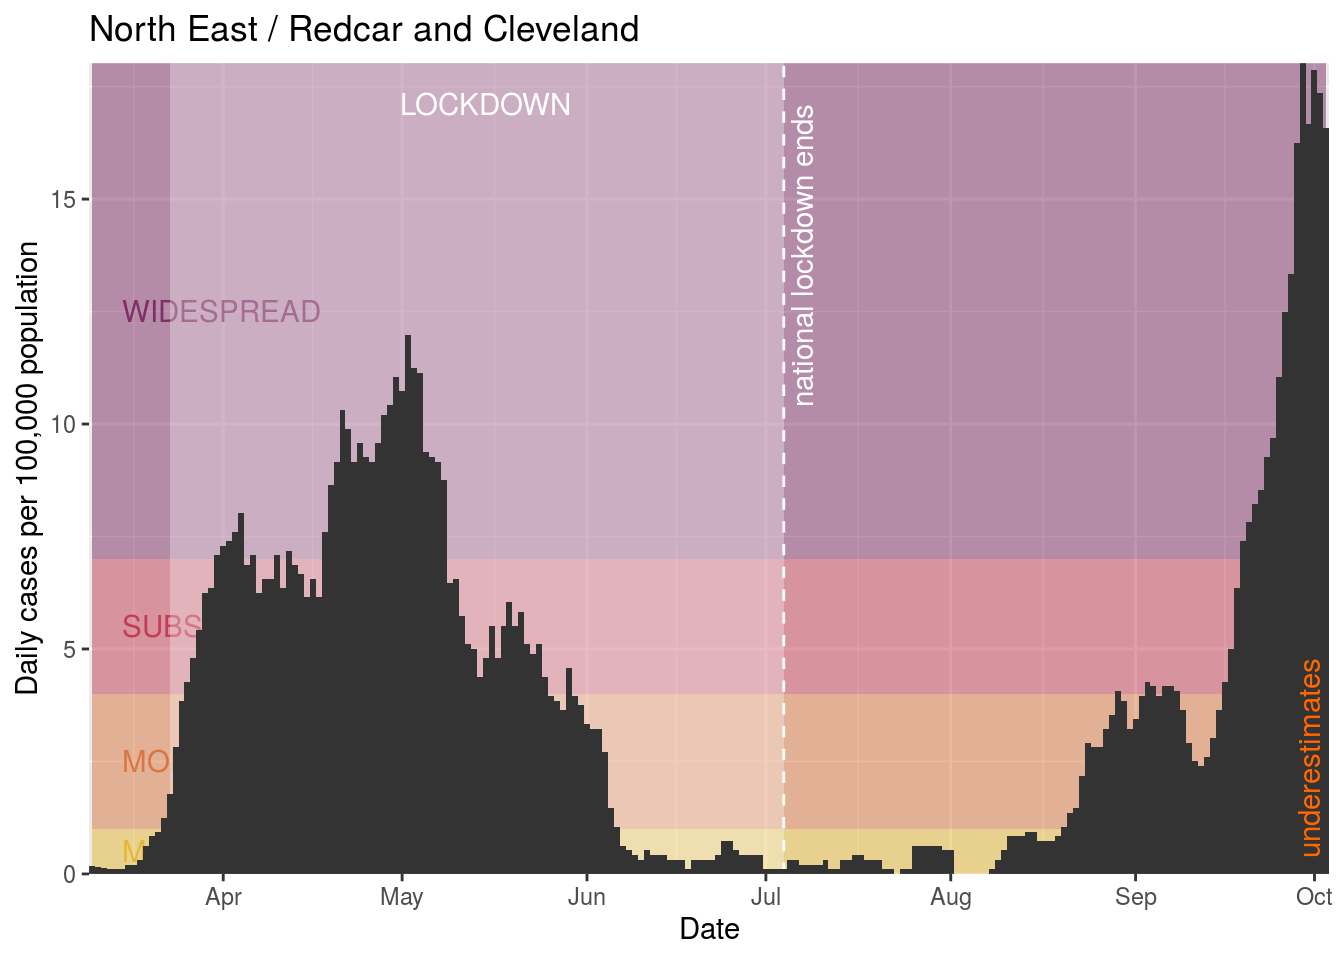 North East / Redcar and Cleveland
Daily cases per 100,000 population
15
10
5
0
LOCKDOWN
national lockdown ends
WIDESPREAD
SUBS
MO
M
underestimates
Apr
May
Jun
Jul
Aug
Sep
Oct
Date